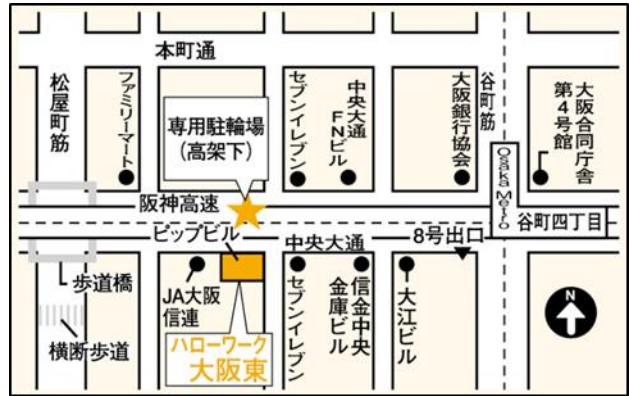 本町通
松屋町筋
ファミリーマート
専用駐輪場
(高架下)
セブンイレブン
中央大通
FNビル
大阪銀行協会
谷町筋
Osaka Metro
大阪合同庁舎
第4号館
阪神高速
谷町四丁目
ピップビル
中央大通
8号出口
歩道橋
JA大阪
信連
ハローワーク
大阪東
セブンイレブン
信金中央
金庫ビル
大江ビル
横断歩道
N